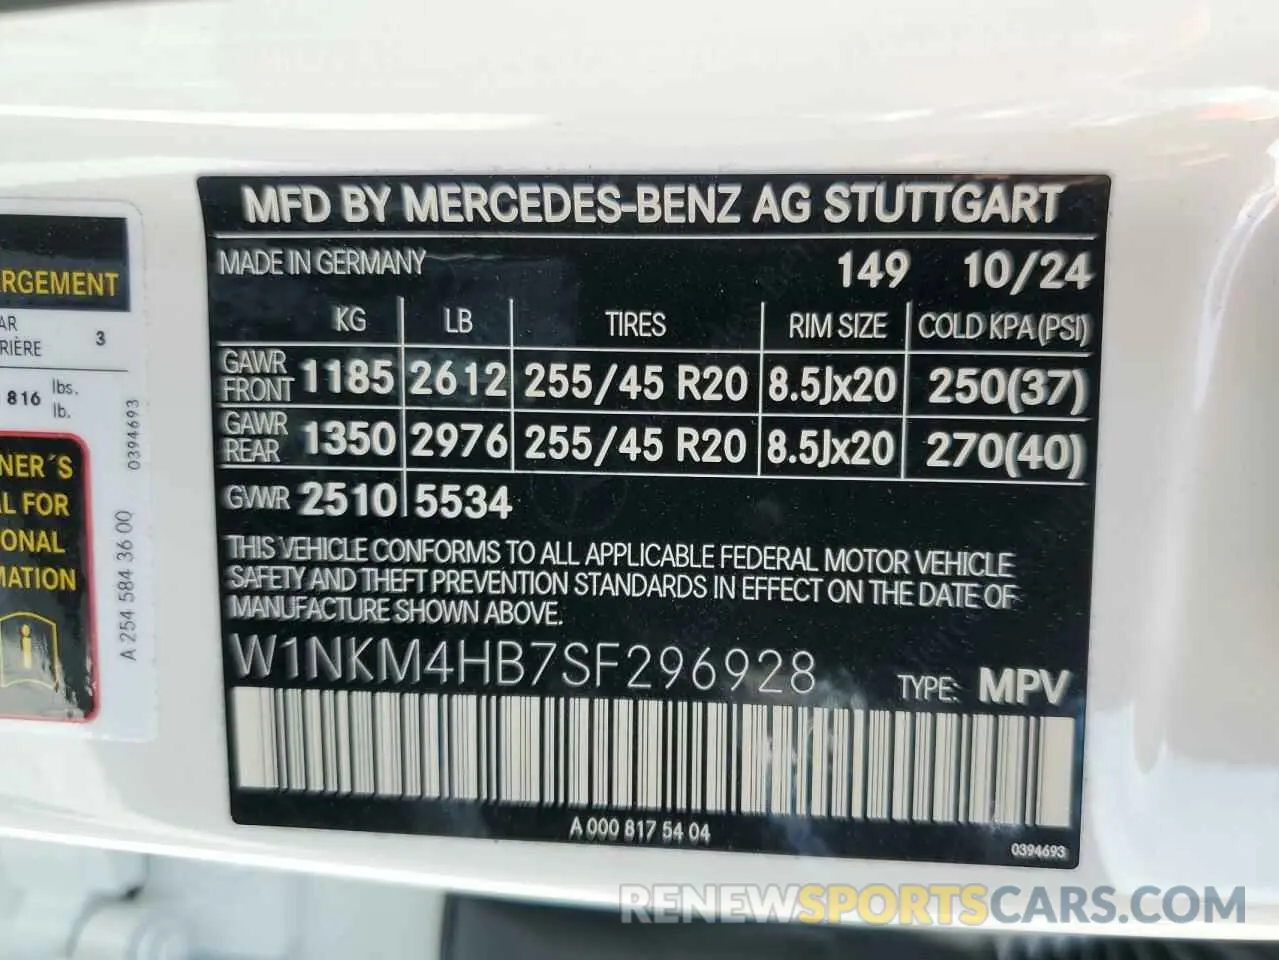 MFD BY MERCEDES-BENZ AG STUTTGART
MADE IN GERMANY 149 10/24
KG LB TIRES RIM SIZE COLD KPA(PSI)
GAWR FRONT 1185 2612 255/45 R20 8.5Jx20 250(37)
GAWR REAR 1350 2976 255/45 R20 8.5Jx20 270(40)
GVWR 2510 5534
THIS VEHICLE CONFORMS TO ALL APPLICABLE FEDERAL MOTOR VEHICLE
SAFETY AND THEFT PREVENTION STANDARDS IN EFFECT ON THE DATE OF
MANUFACTURE SHOWN ABOVE.
W1NKM4HB7SF296928 TYPE: MPV
A 000 817 54 04
0394693
RGEMENT
AR 3
RIÈRE
816 lbs.
lb.
NER´S
L FOR
ONAL
MATION
i
0394693
A 254 584 36 00
RENEWSPORTSCARS.COM